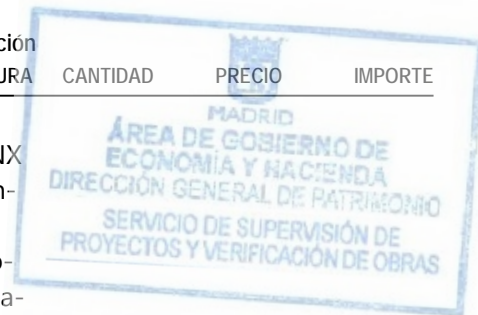 ción
URA CANTIDAD PRECIO IMPORTE
MADRID
ÁREA DE GOBIERNO DE
NX
ECONOMÍA Y HACIENDA
n-
DIRECCIÓN GENERAL DE PATRIMONIO
SERVICIO DE SUPERVISIÓN DE
PROYECTOS Y VERIFICACIÓN DE OBRAS
o-
a-